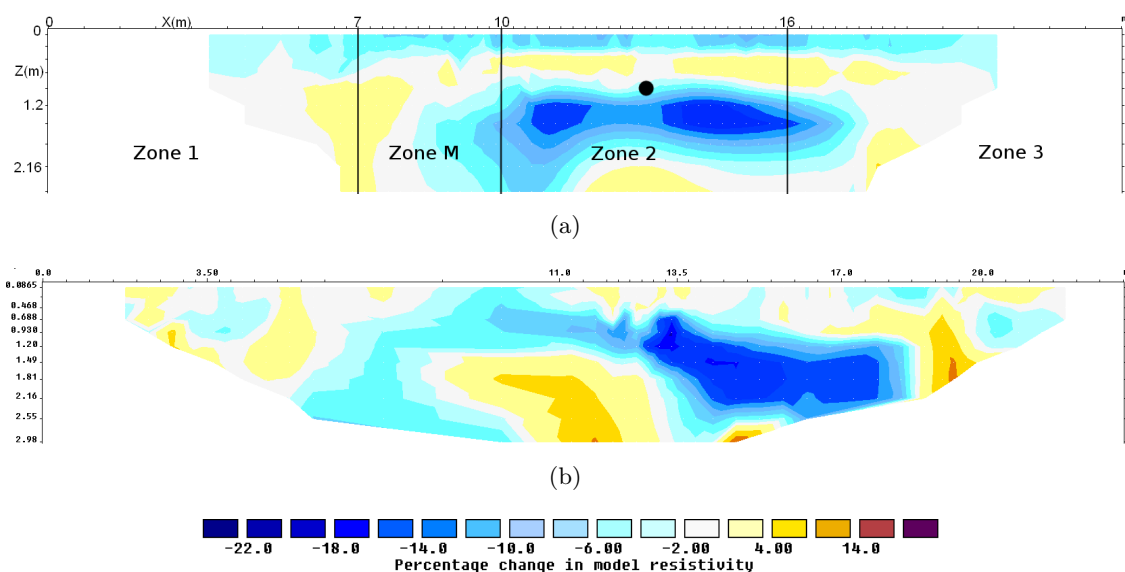 0 X(m) 7 10 16 m
0
Z(m)
1.2
2.16
Zone 1 Zone M Zone 2 Zone 3
(a)
0.0 3.50 11.0 13.5 17.0 20.0
0.0865
0.468
0.688
0.930
1.20
1.49
1.81
2.16
2.55
2.98
(b)
-22.0 -18.0 -14.0 -10.0 -6.00 -2.00 4.00 14.0
Percentage change in model resistivity